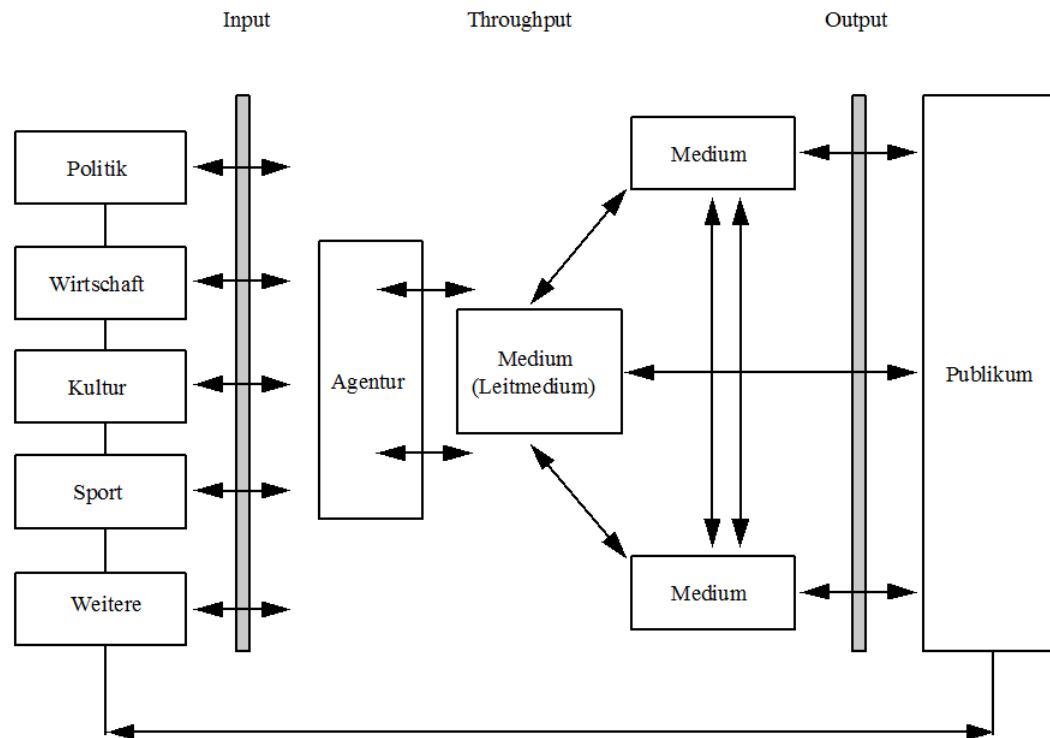 Input
Throughput
Output
Politik
Wirtschaft
Kultur
Sport
Weitere
Agentur
Medium
(Leitmedium)
Medium
Medium
Publikum